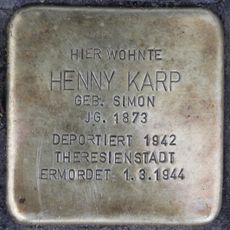 HIER WOHNTE
HENNY KARP
GEB. SIMON
JG. 1873
DEPORTIERT 1942
THERESIENSTADT
ERMORDET 1.3.1944